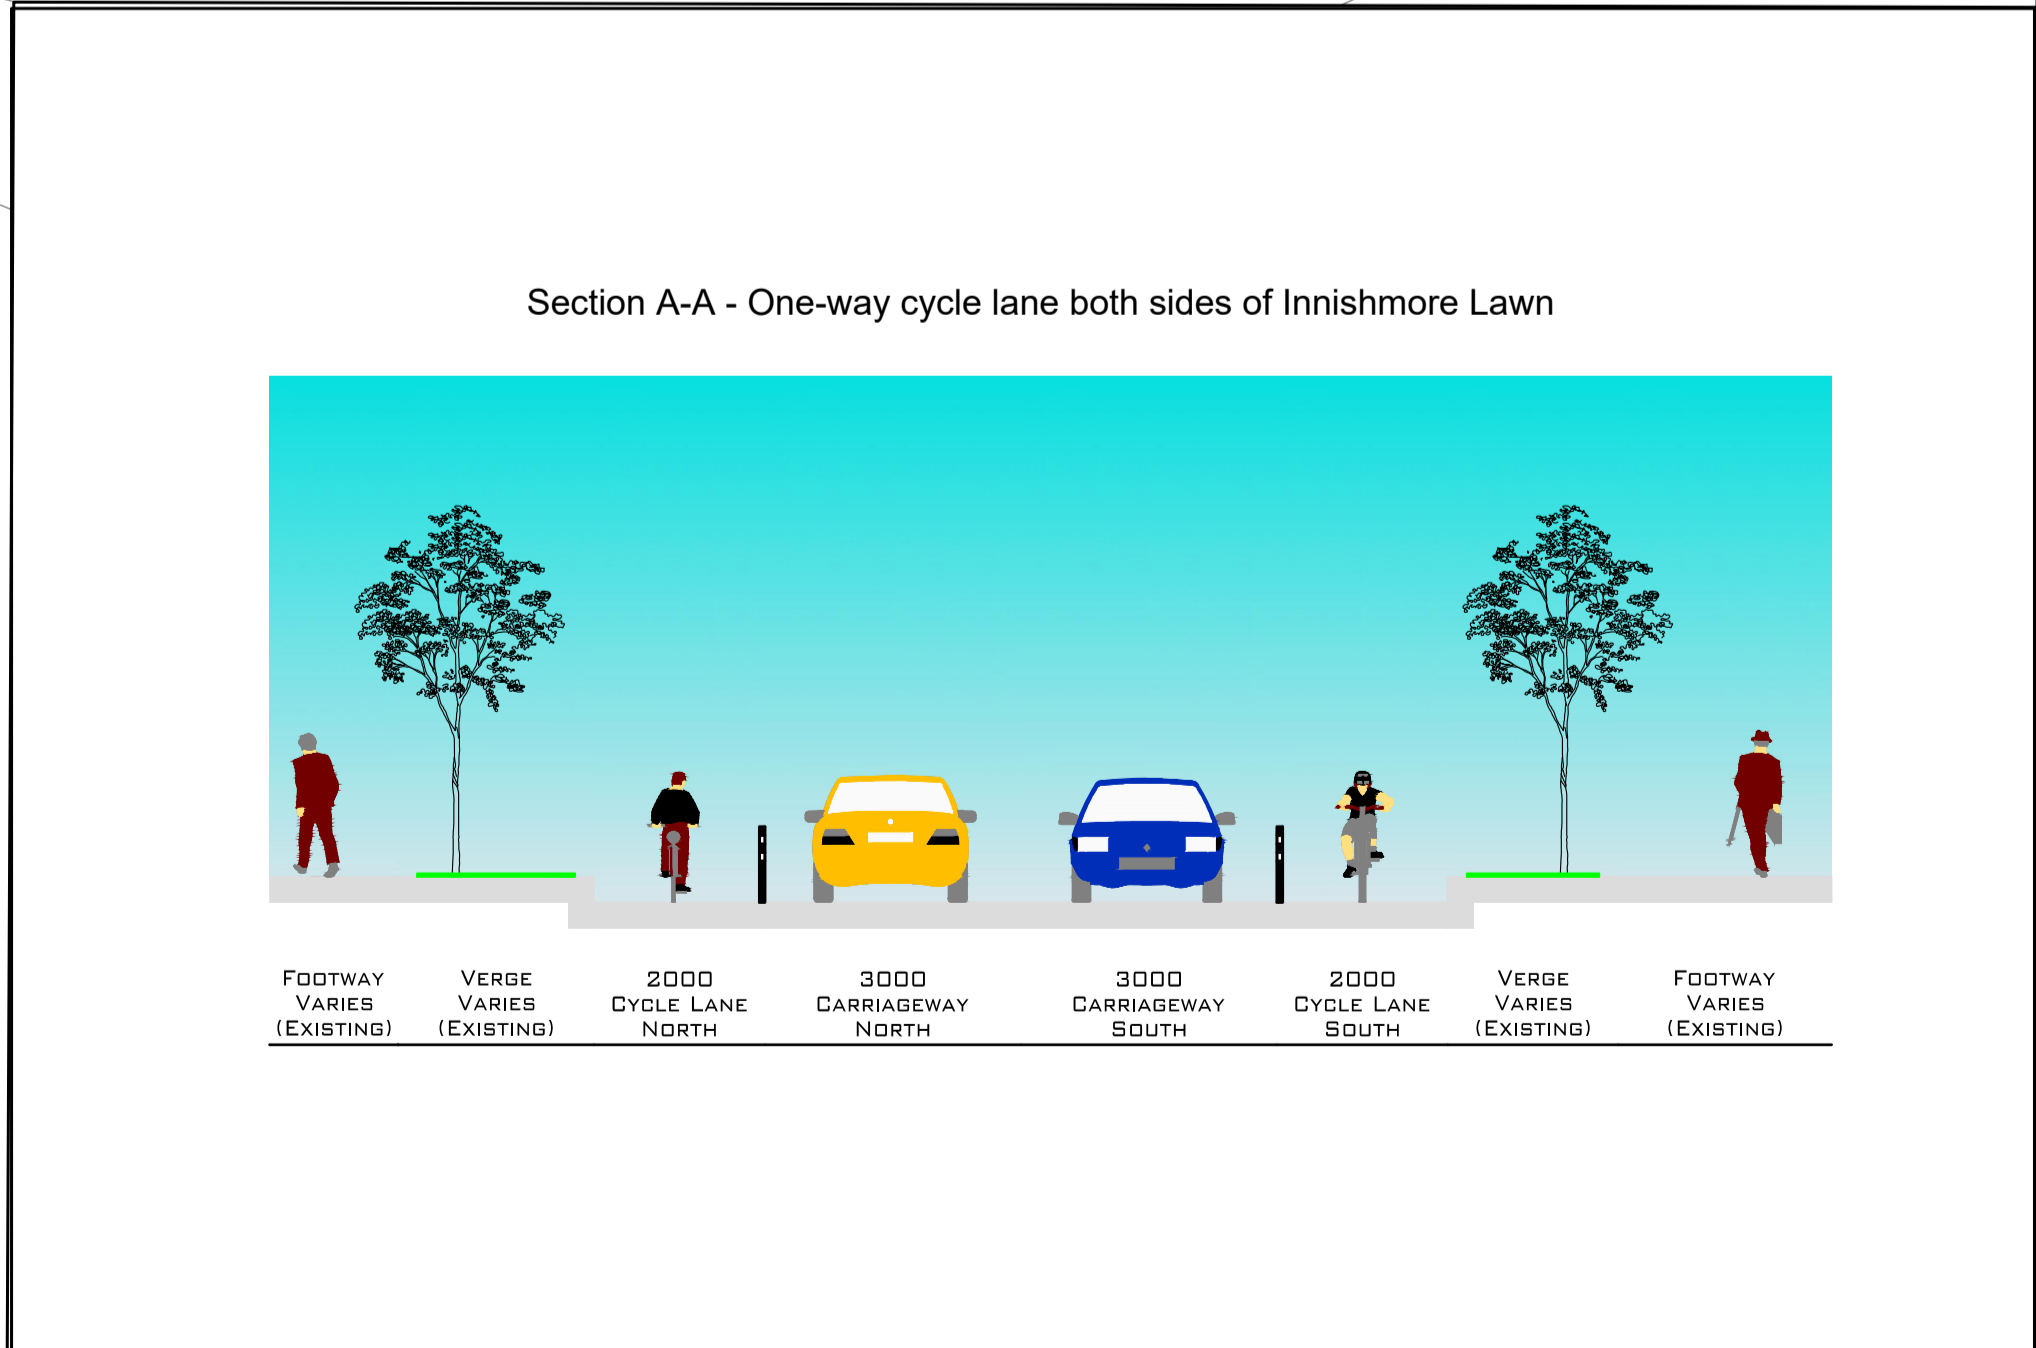 Section A-A - One-way cycle lane both sides of Innishmore Lawn
FOOTWAY
VARIES
(EXISTING)
VERGE
VARIES
(EXISTING)
2000
CYCLE LANE
NORTH
3000
CARRIAGEWAY
NORTH
3000
CARRIAGEWAY
SOUTH
2000
CYCLE LANE
SOUTH
VERGE
VARIES
(EXISTING)
FOOTWAY
VARIES
(EXISTING)